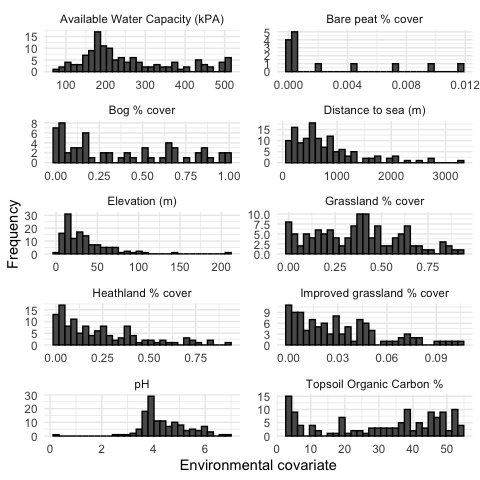 Available Water Capacity (kPA)
15
10
5
0
100 200 300 400 500
Bare peat % cover
5
4
3
2
1
0
0.000 0.004 0.008 0.012
Bog % cover
8
6
4
2
0
0.00 0.25 0.50 0.75 1.00
Distance to sea (m)
15
10
5
0
0 1000 2000 3000
Elevation (m)
30
20
10
0
0 50 100 150 200
Grassland % cover
10.0
7.5
5.0
2.5
0.0
0.00 0.25 0.50 0.75
Heathland % cover
15
10
5
0
0.00 0.25 0.50 0.75
Improved grassland % cover
9
6
3
0
0.00 0.03 0.06 0.09
pH
30
20
10
0
0 2 4 6
Topsoil Organic Carbon %
15
10
5
0
0 10 20 30 40 50
Frequency
Environmental covariate